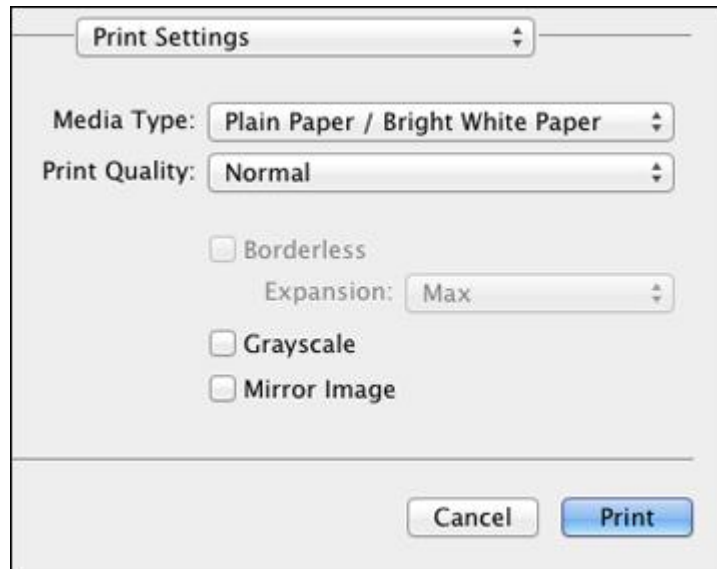 Print Settings
Media Type: Plain Paper / Bright White Paper
Print Quality: Normal
Borderless
Expansion: Max
Grayscale
Mirror Image
Cancel Print